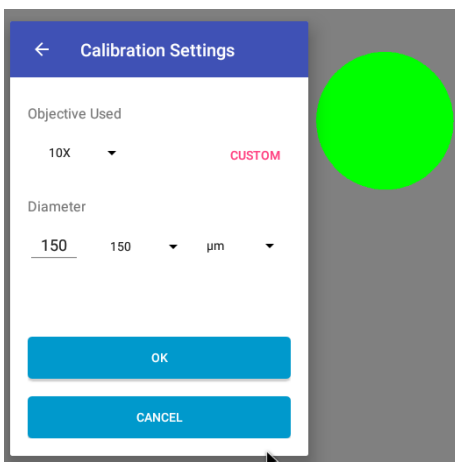 Calibration Settings
Objective Used
10X CUSTOM
Diameter
150 150 µm
OK
CANCEL